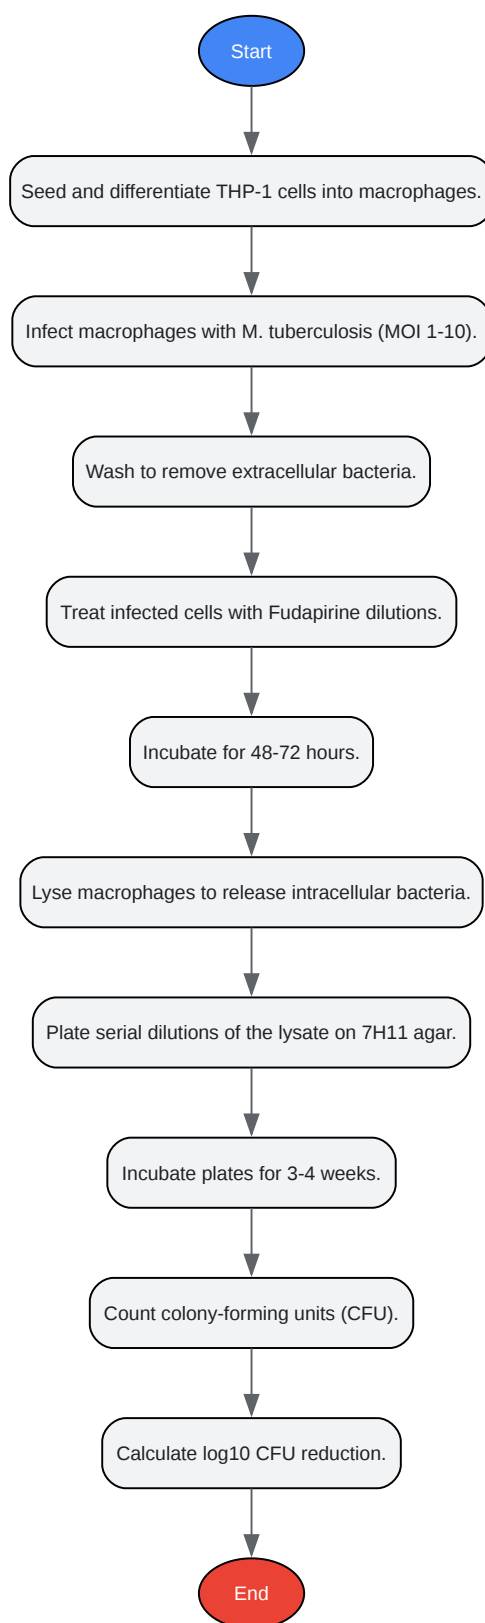 Start
Seed and differentiate THP-1 cells into macrophages.
Infect macrophages with M. tuberculosis (MOI 1-10).
Wash to remove extracellular bacteria.
Treat infected cells with Fudapirine dilutions.
Incubate for 48-72 hours.
Lyse macrophages to release intracellular bacteria.
Plate serial dilutions of the lysate on 7H11 agar.
Incubate plates for 3-4 weeks.
Count colony-forming units (CFU).
Calculate log10 CFU reduction.
End